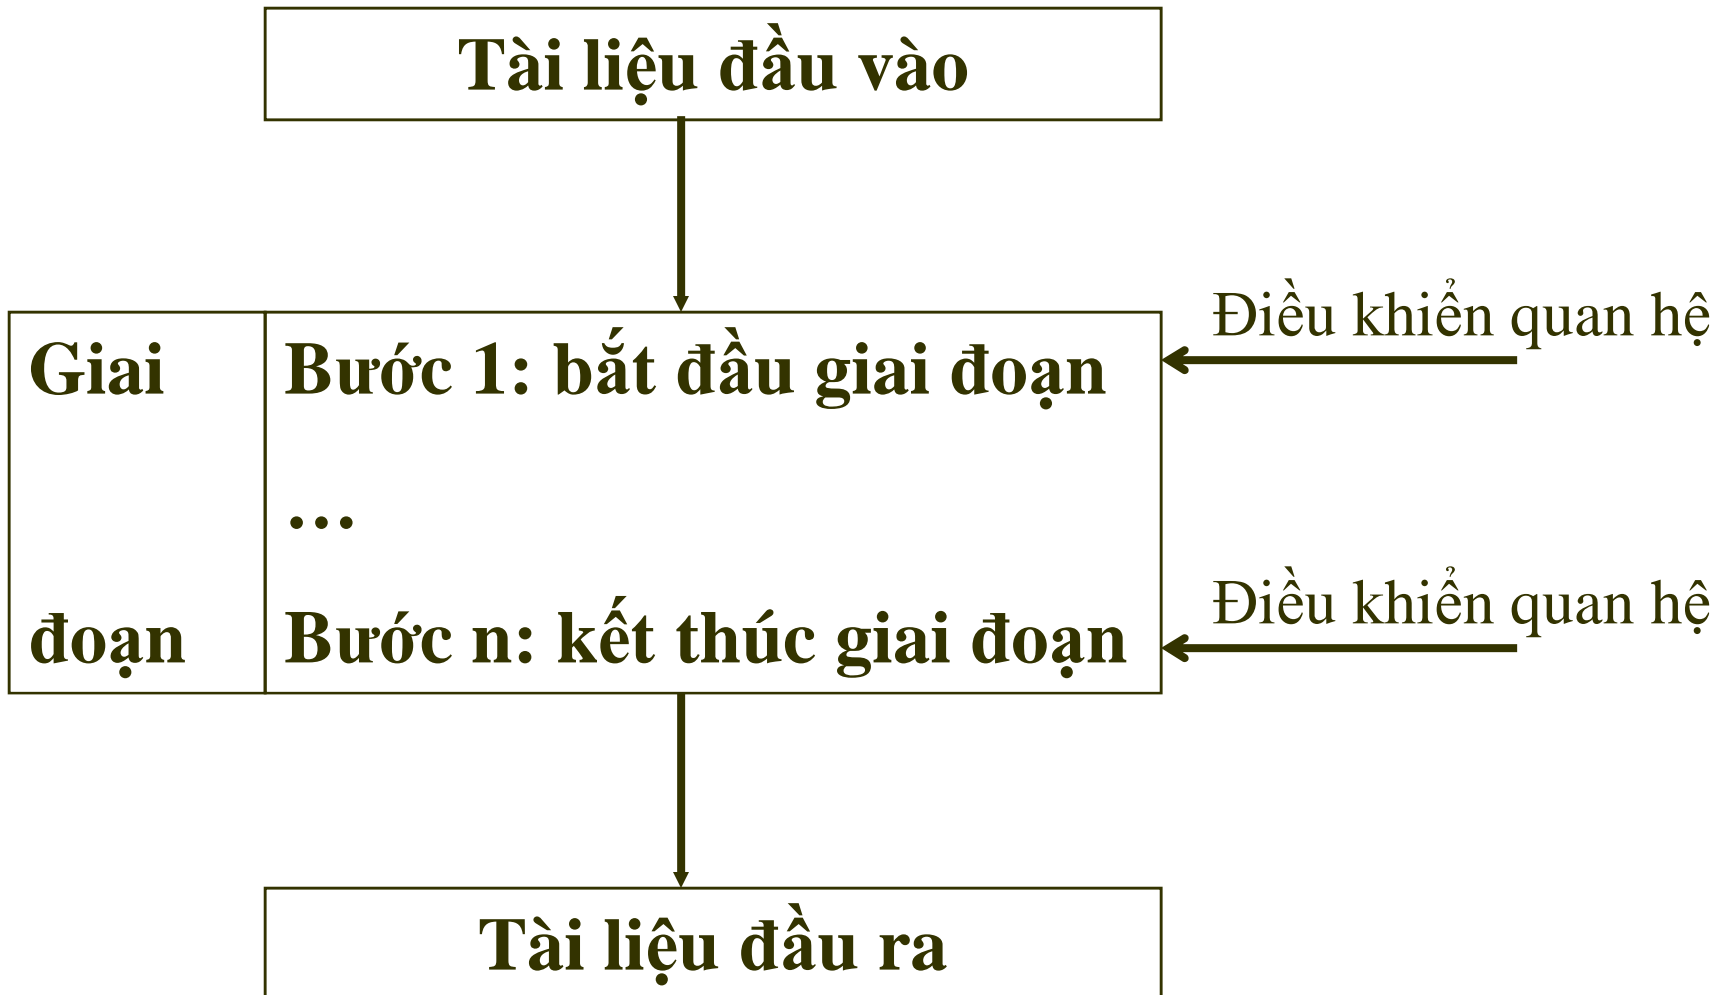 Tài liệu đầu vào
Điều khiển quan hệ
Giai Bước 1: bắt đầu giai đoạn
...
Điều khiển quan hệ
đoạn Bước n: kết thúc giai đoạn
Tài liệu đầu ra